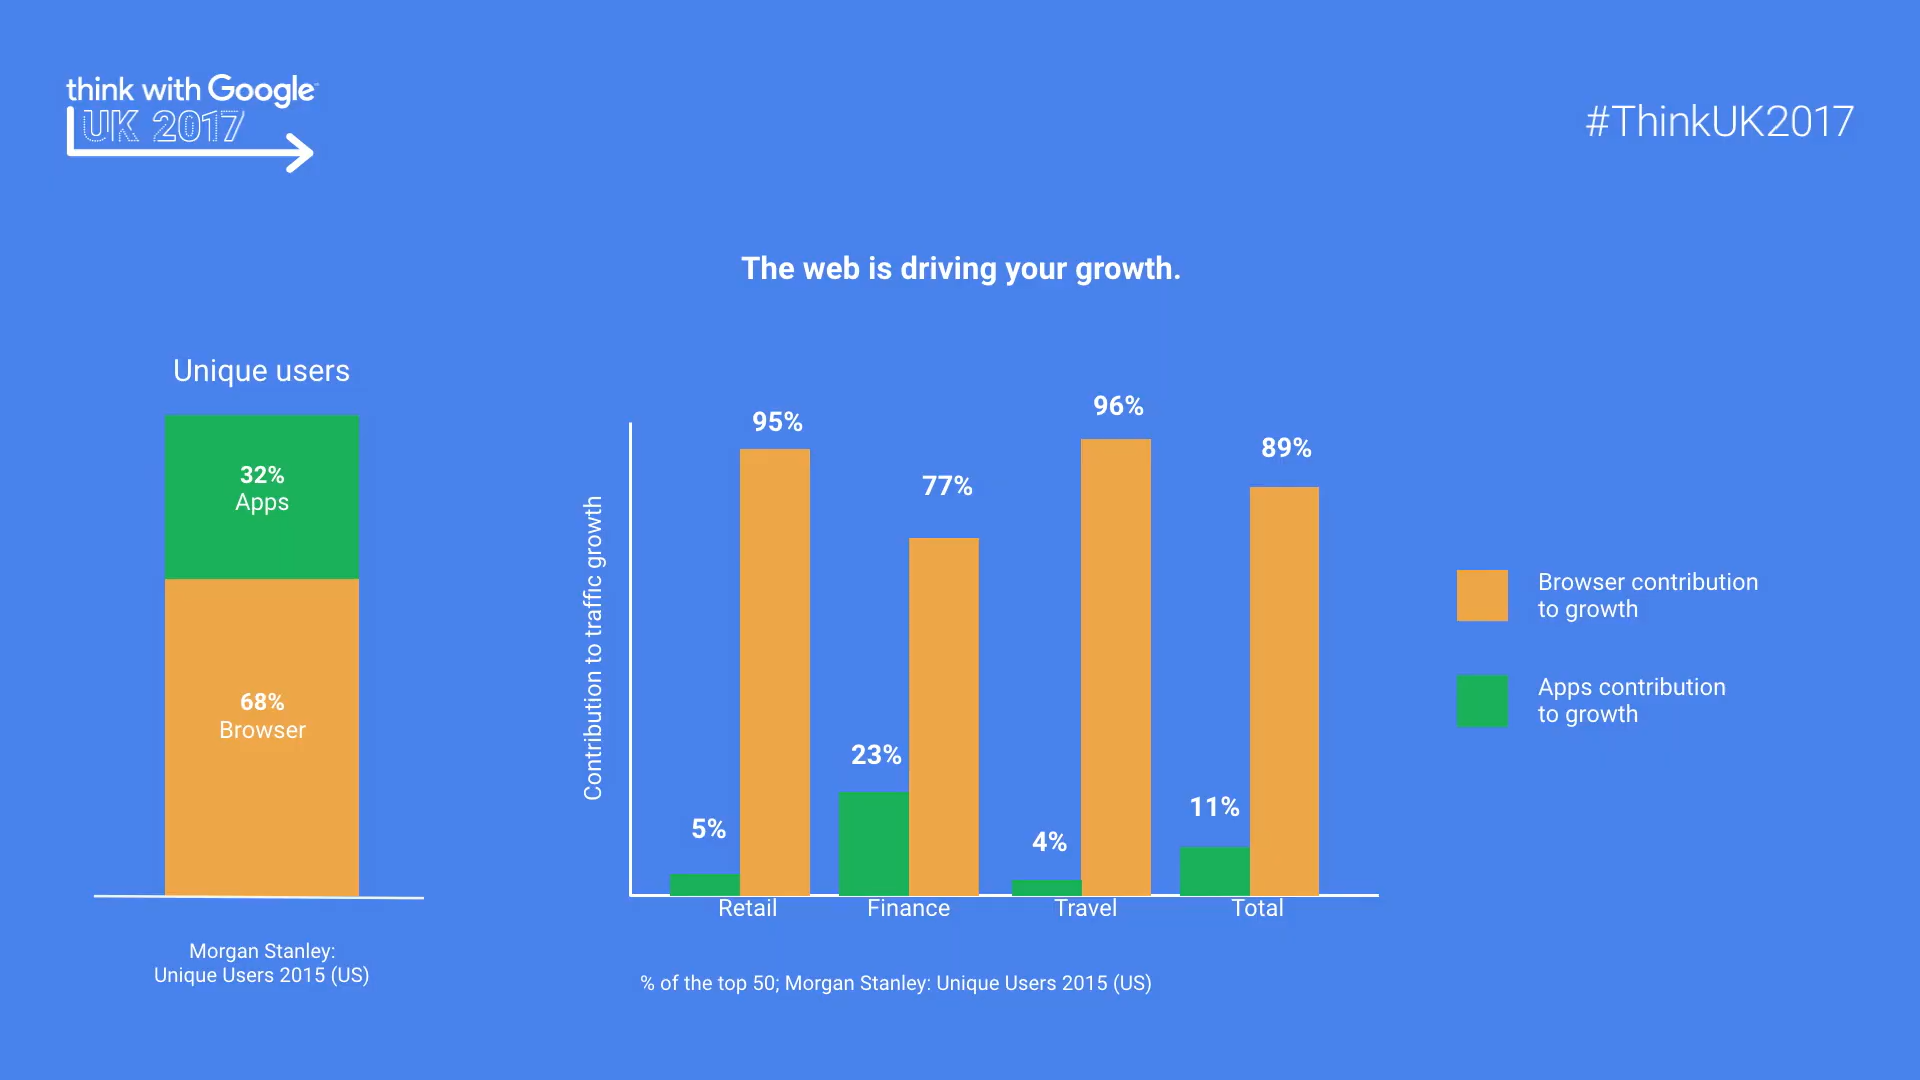 think with Google
UK 2017
#ThinkUK2017
The web is driving your growth.
Unique users
32%
Apps
68%
Browser
Morgan Stanley:
Unique Users 2015 (US)
Contribution to traffic growth
5%
95%
23%
77%
4%
96%
11%
89%
Retail
Finance
Travel
Total
% of the top 50; Morgan Stanley: Unique Users 2015 (US)
Browser contribution
to growth
Apps contribution
to growth